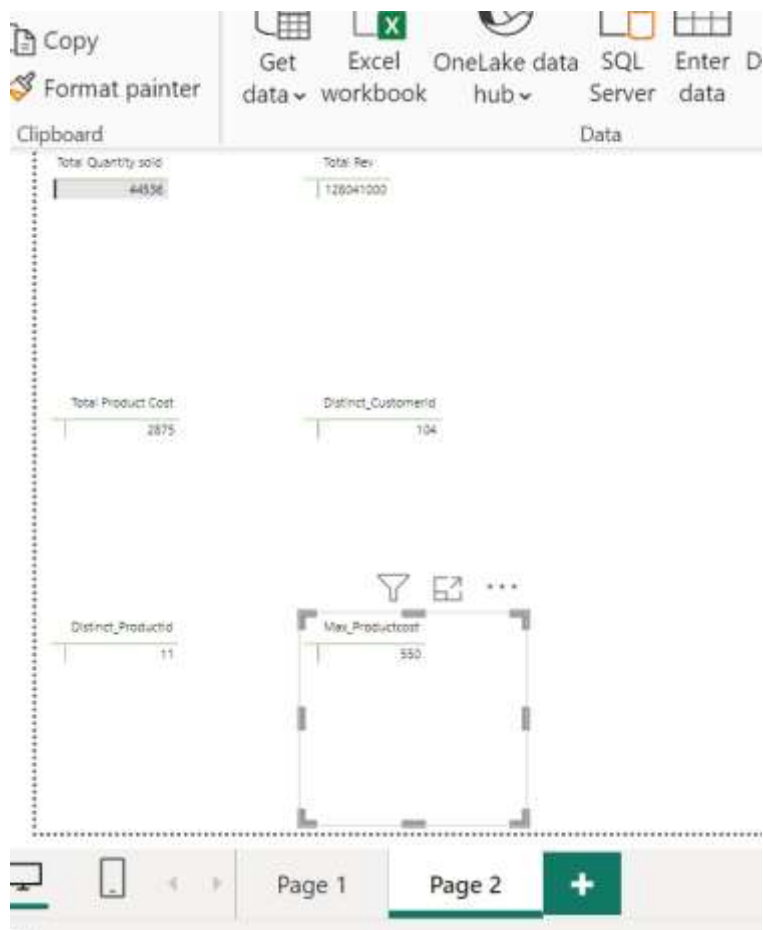 Copy
Format painter
Clipboard
Get data
Excel workbook
OneLake data hub
SQL Server
Enter data
D
Data
Total Quantity sold
44536
Total Rev
128041000
Total Product Cost
2875
Distinct_CustomerId
104
Distinct_ProductId
11
Max_Productcost
550
Page 1
Page 2